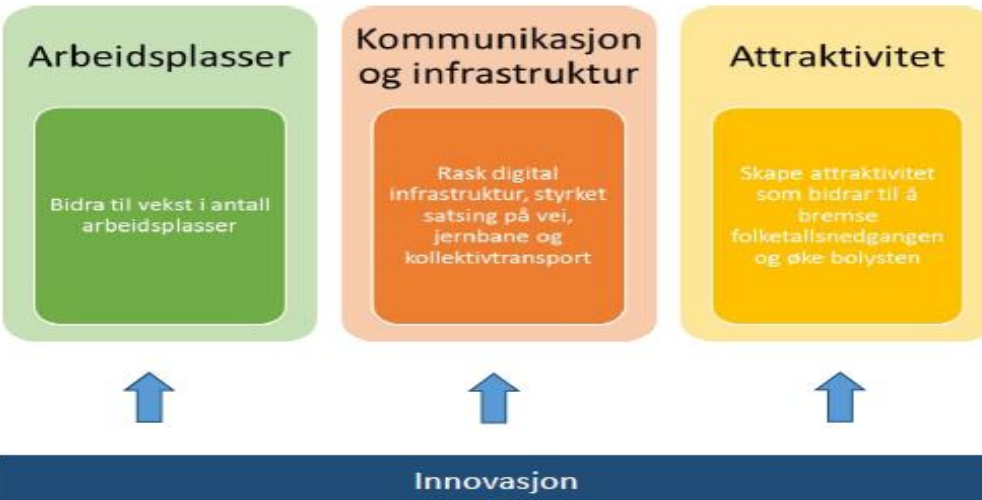 Arbeidsplasser
Bidra til vekst i antall
arbeidsplasser
Kommunikasjon
og infrastruktur
Rask digital
infrastruktur, styrket
satsing på vei,
jernbane og
kollektivtransport
Attraktivitet
Skape attraktivitet
som bidrar til å
bremse
folketallsnedgangen
og øke bolysten
Innovasjon